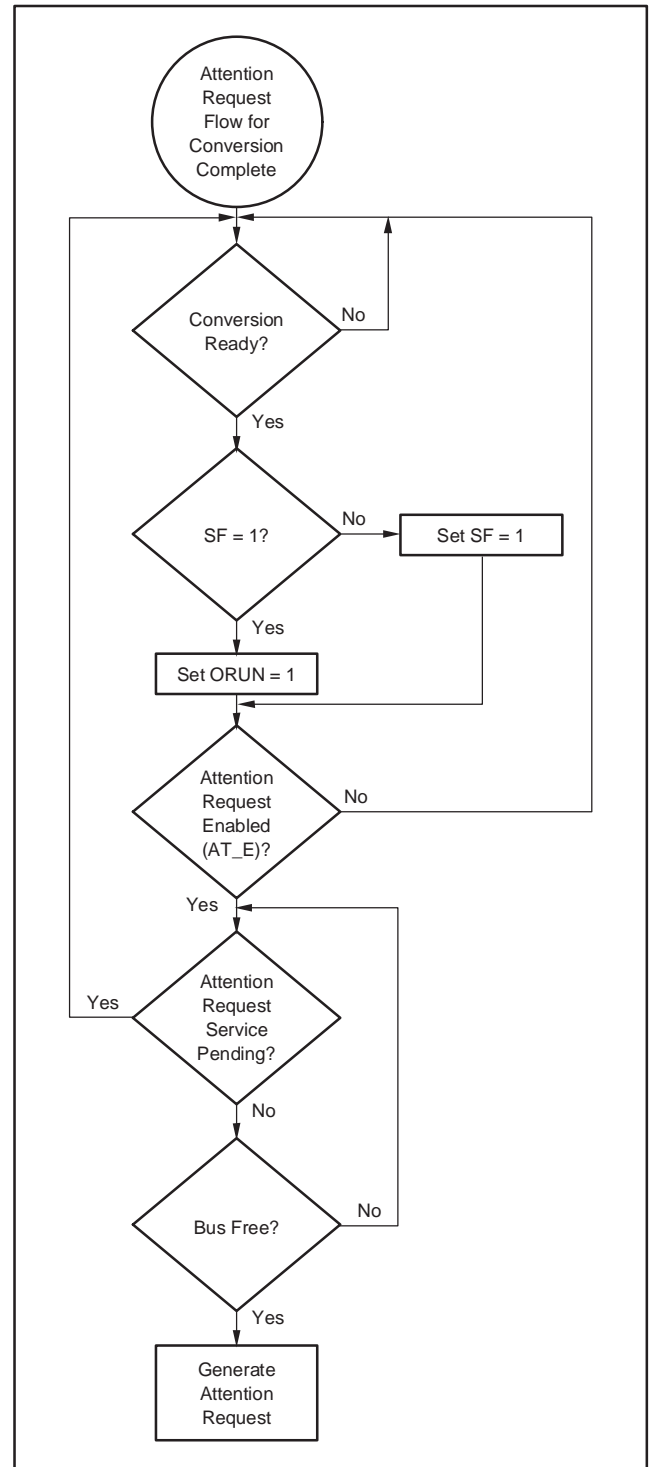 Attention
Request
Flow for
Conversion
Complete
Conversion
Ready?
No
Yes
SF = 1?
No
Set SF = 1
Yes
Set ORUN = 1
Attention
Request
Enabled
(AT_E)?
No
Yes
Attention
Request
Service
Pending?
Yes
No
Bus Free?
No
Yes
Generate
Attention
Request